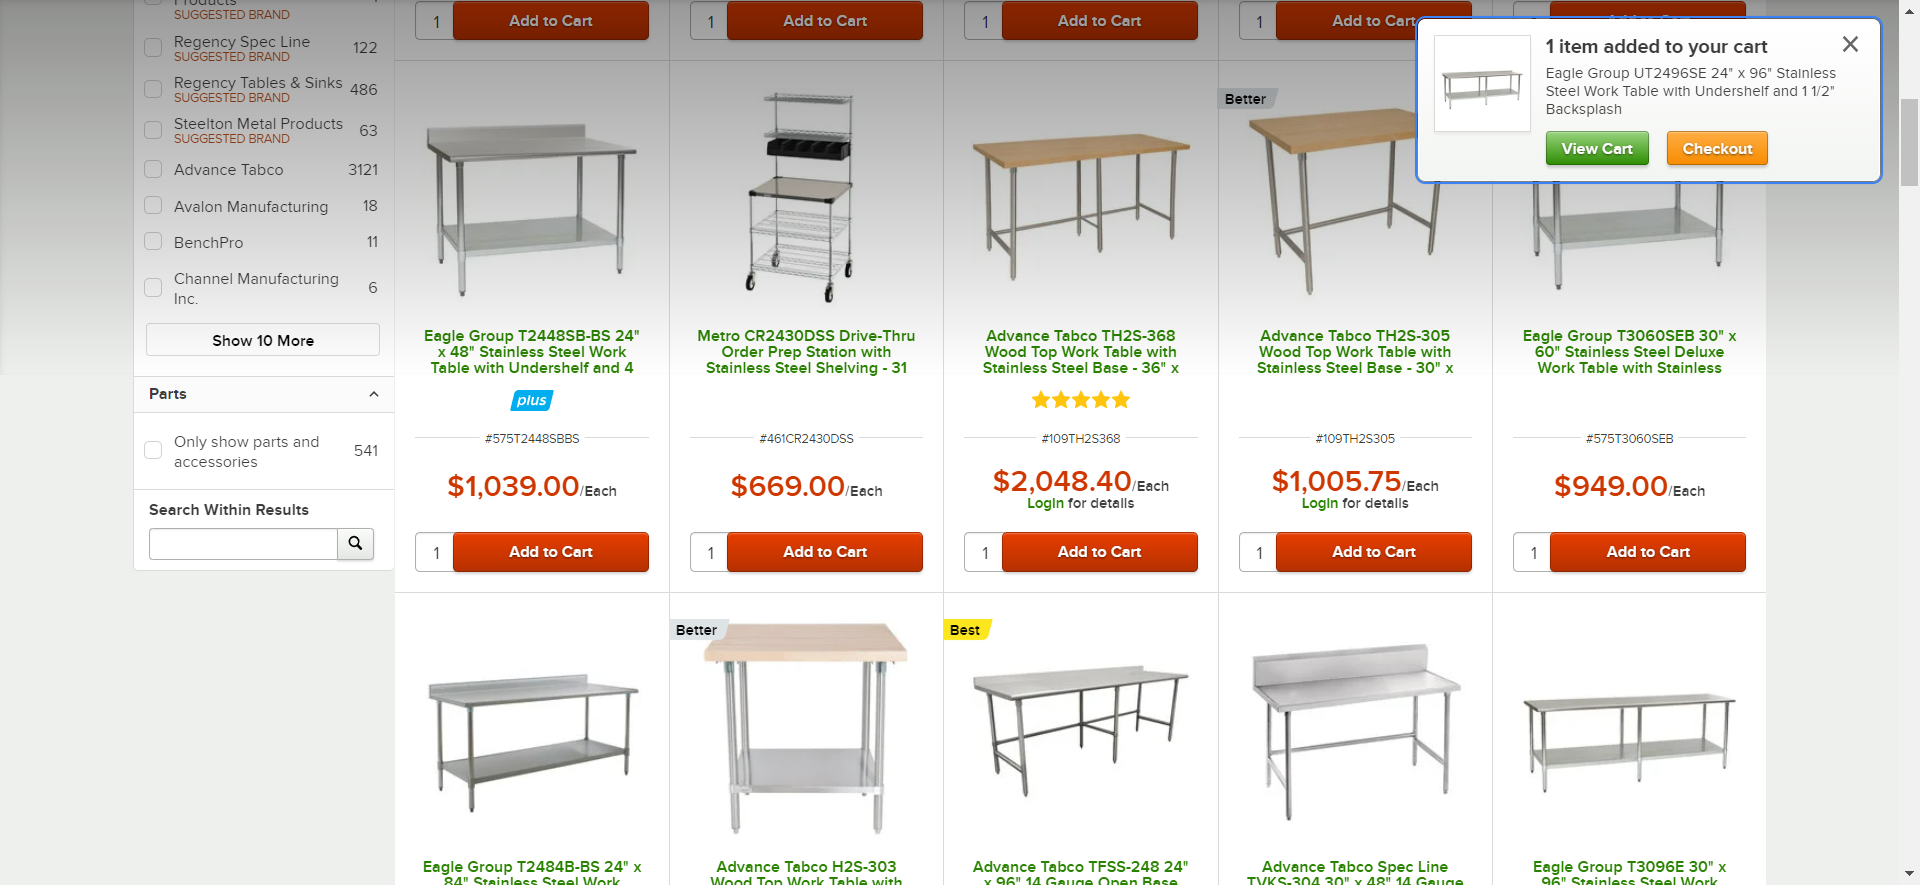 Products
SUGGESTED BRAND
Regency Spec Line 122
SUGGESTED BRAND
Regency Tables & Sinks 486
SUGGESTED BRAND
Steelton Metal Products 63
SUGGESTED BRAND
Advance Tabco 3121
Avalon Manufacturing 18
BenchPro 11
Channel Manufacturing
Inc. 6
Show 10 More
Parts
Only show parts and
accessories 541
Search Within Results
1 Add to Cart
1 Add to Cart
1 Add to Cart
1 Add to Cart
1 item added to your cart
Eagle Group UT2496SE 24" x 96" Stainless
Steel Work Table with Undershelf and 1 1/2"
Backsplash
View Cart Checkout
Eagle Group T2448SB-BS 24"
x 48" Stainless Steel Work
Table with Undershelf and 4
plus
#575T2448SBBS
$1,039.00/Each
1 Add to Cart
Metro CR2430DSS Drive-Thru
Order Prep Station with
Stainless Steel Shelving - 31
#461CR2430DSS
$669.00/Each
1 Add to Cart
Advance Tabco TH2S-368
Wood Top Work Table with
Stainless Steel Base - 36" x
#109TH2S368
$2,048.40/Each
Login for details
1 Add to Cart
Better
Advance Tabco TH2S-305
Wood Top Work Table with
Stainless Steel Base - 30" x
#109TH2S305
$1,005.75/Each
Login for details
1 Add to Cart
Eagle Group T3060SEB 30" x
60" Stainless Steel Deluxe
Work Table with Stainless
#575T3060SEB
$949.00/Each
1 Add to Cart
Eagle Group T2484B-BS 24" x
84" Stainless Steel Work
Better
Advance Tabco H2S-303
Wood Top Work Table with
Best
Advance Tabco TFSS-248 24"
x 96" 14 Gauge Open Base
Advance Tabco Spec Line
TVKS-304 30" x 48" 14 Gauge
Eagle Group T3096E 30" x
96" Stainless Steel Work